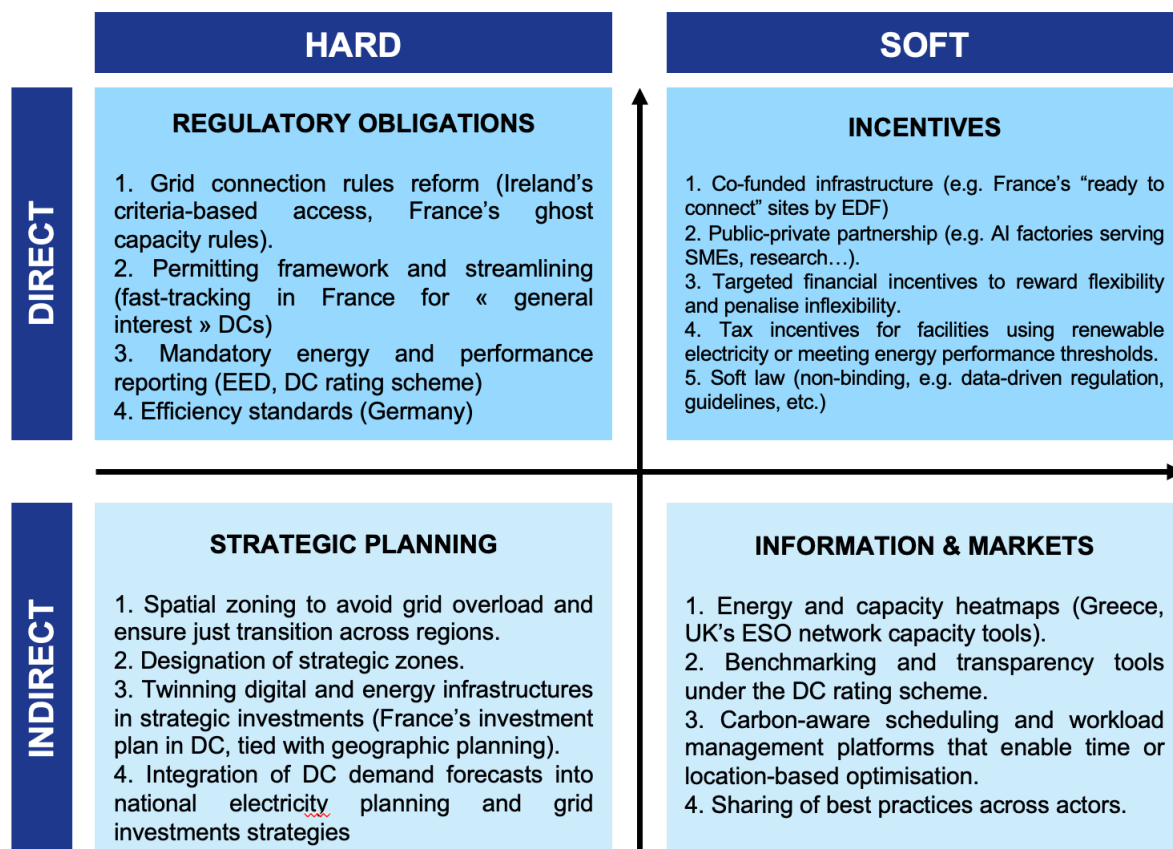 HARD
SOFT
DIRECT
REGULATORY OBLIGATIONS
1. Grid connection rules reform (Ireland’s
criteria-based access, France’s ghost
capacity rules).
2. Permitting framework and streamlining
(fast-tracking in France for « general
interest » DCs)
3. Mandatory energy and performance
reporting (EED, DC rating scheme)
4. Efficiency standards (Germany)
INCENTIVES
1. Co-funded infrastructure (e.g. France’s “ready to
connect” sites by EDF)
2. Public-private partnership (e.g. AI factories serving
SMEs, research…).
3. Targeted financial incentives to reward flexibility
and penalise inflexibility.
4. Tax incentives for facilities using renewable
electricity or meeting energy performance thresholds.
5. Soft law (non-binding, e.g. data-driven regulation,
guidelines, etc.)
INDIRECT
STRATEGIC PLANNING
1. Spatial zoning to avoid grid overload and
ensure just transition across regions.
2. Designation of strategic zones.
3. Twinning digital and energy infrastructures
in strategic investments (France’s investment
plan in DC, tied with geographic planning).
4. Integration of DC demand forecasts into
national electricity planning and grid
investments strategies
INFORMATION & MARKETS
1. Energy and capacity heatmaps (Greece,
UK’s ESO network capacity tools).
2. Benchmarking and transparency tools
under the DC rating scheme.
3. Carbon-aware scheduling and workload
management platforms that enable time or
location-based optimisation.
4. Sharing of best practices across actors.